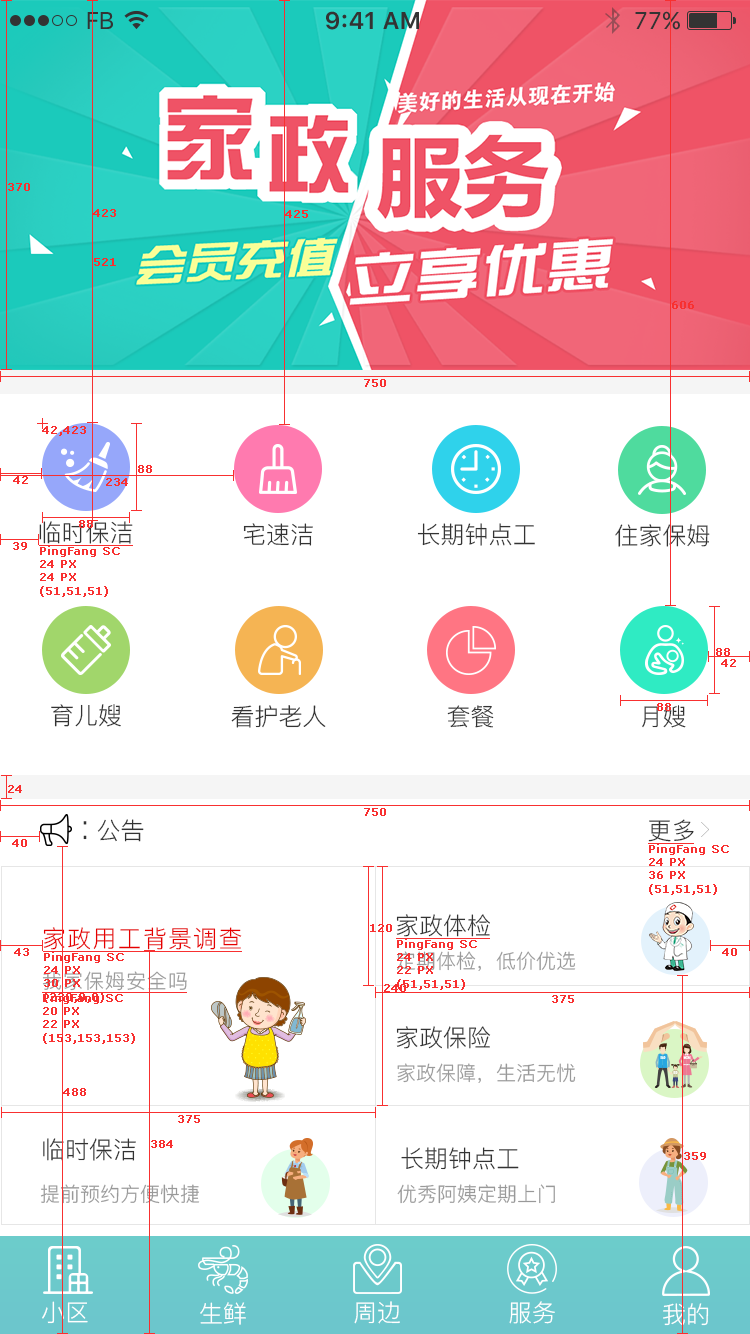 FB 9:41 AM 77%
美好的生活从现在开始
家政服务
会员充值 立享优惠
370
423
425
521
606
750
42,423
42
88
234
88
39
临时保洁 宅速洁 长期钟点工 住家保姆
PingFang SC
24 PX
24 PX
(51,51,51)
88
42
88
育儿嫂 看护老人 套餐 月嫂
24
750
40
：公告 更多
PingFang SC
24 PX
36 PX
(51,51,51)
43
家政用工背景调查
PingFang SC
24 PX
30 PX
家保姆安全吗
PingFang SC
20 PX
22 PX
(153,153,153)
120
家政体检
PingFang SC
24 PX
22 PX
(51,51,51)
定期体检，低价优选
40
240
375
家政保险
家政保障，生活无忧
488
375
384
359
临时保洁
提前预约方便快捷
长期钟点工
优秀阿姨定期上门
小区 生鲜 周边 服务 我的